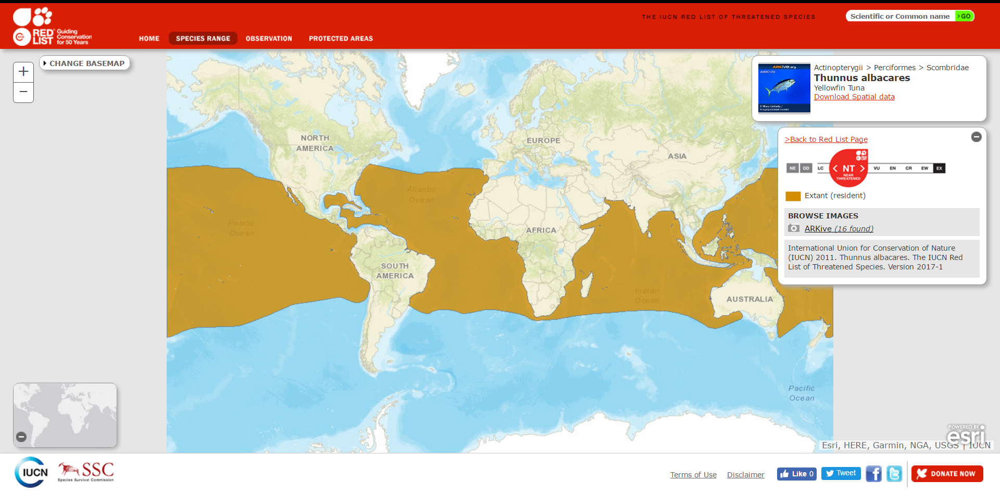 THE IUCN RED LIST OF THREATENED SPECIES
Scientific or Common name
>GO
IUCN
RED LIST
Guiding
Conservation
for 50 Years
HOME
SPECIES RANGE
OBSERVATION
PROTECTED AREAS
+
−
CHANGE BASEMAP
ARKive.org
ARKive
© Masa Ushioda /
imagequestmarine.com
Actinopterygii > Perciformes > Scombridae
Thunnus albacares
Yellowfin Tuna
Download Spatial data
>Back to Red List Page
NE
DD
LC
< NT >
NEAR
THREATENED
VU
EN
CR
EW
EX
Extant (resident)
BROWSE IMAGES
ARKive (16 found)
International Union for Conservation of Nature
(IUCN) 2011. Thunnus albacares. The IUCN Red
List of Threatened Species. Version 2017-1
NORTH
AMERICA
EUROPE
ASIA
Atlantic
Ocean
Pacific
Ocean
AFRICA
SOUTH
AMERICA
Indian
Ocean
AUSTRALIA
Pacific
Ocean
POWERED BY
esri
Esri, HERE, Garmin, NGA, USGS | IUCN
IUCN
SSC
Species Survival Commission
Terms of Use
Disclaimer
Like 0
Tweet
DONATE NOW